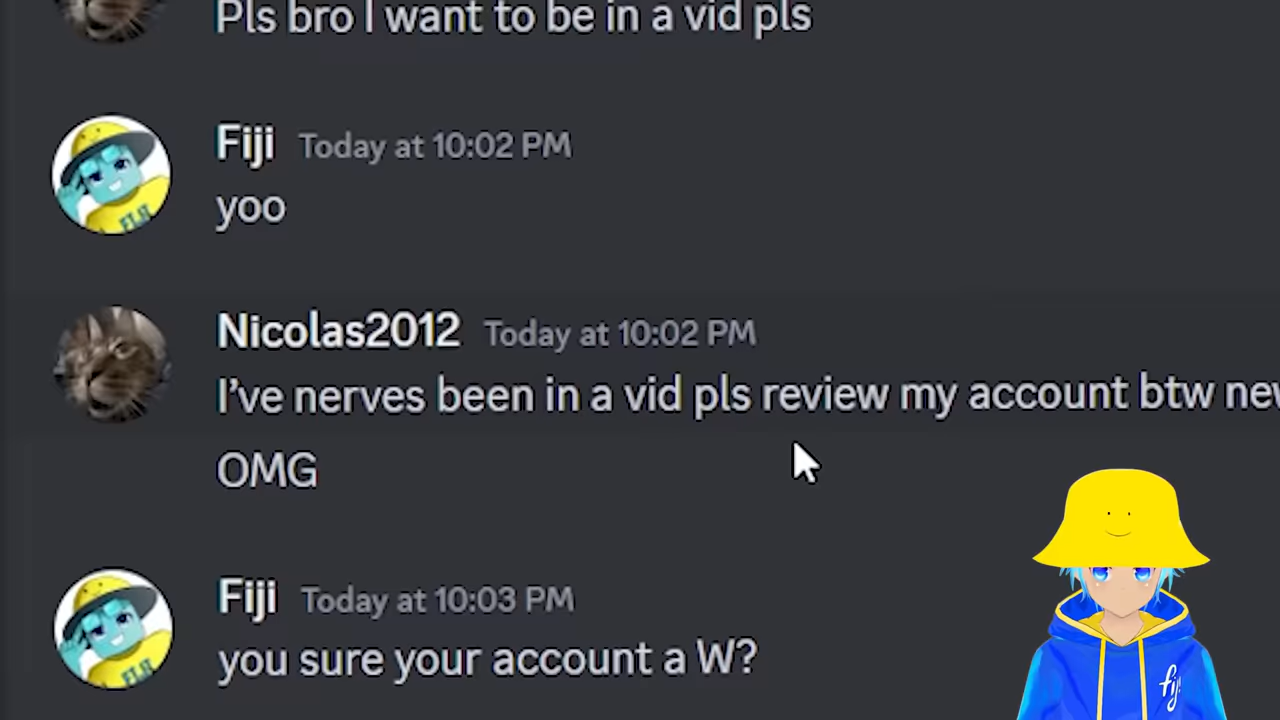 Pls bro I want to be in a vid pls
Fiji Today at 10:02 PM
yoo
Nicolas2012 Today at 10:02 PM
I've nerves been in a vid pls review my account btw
OMG
Fiji Today at 10:03 PM
you sure your account a W?
fiji